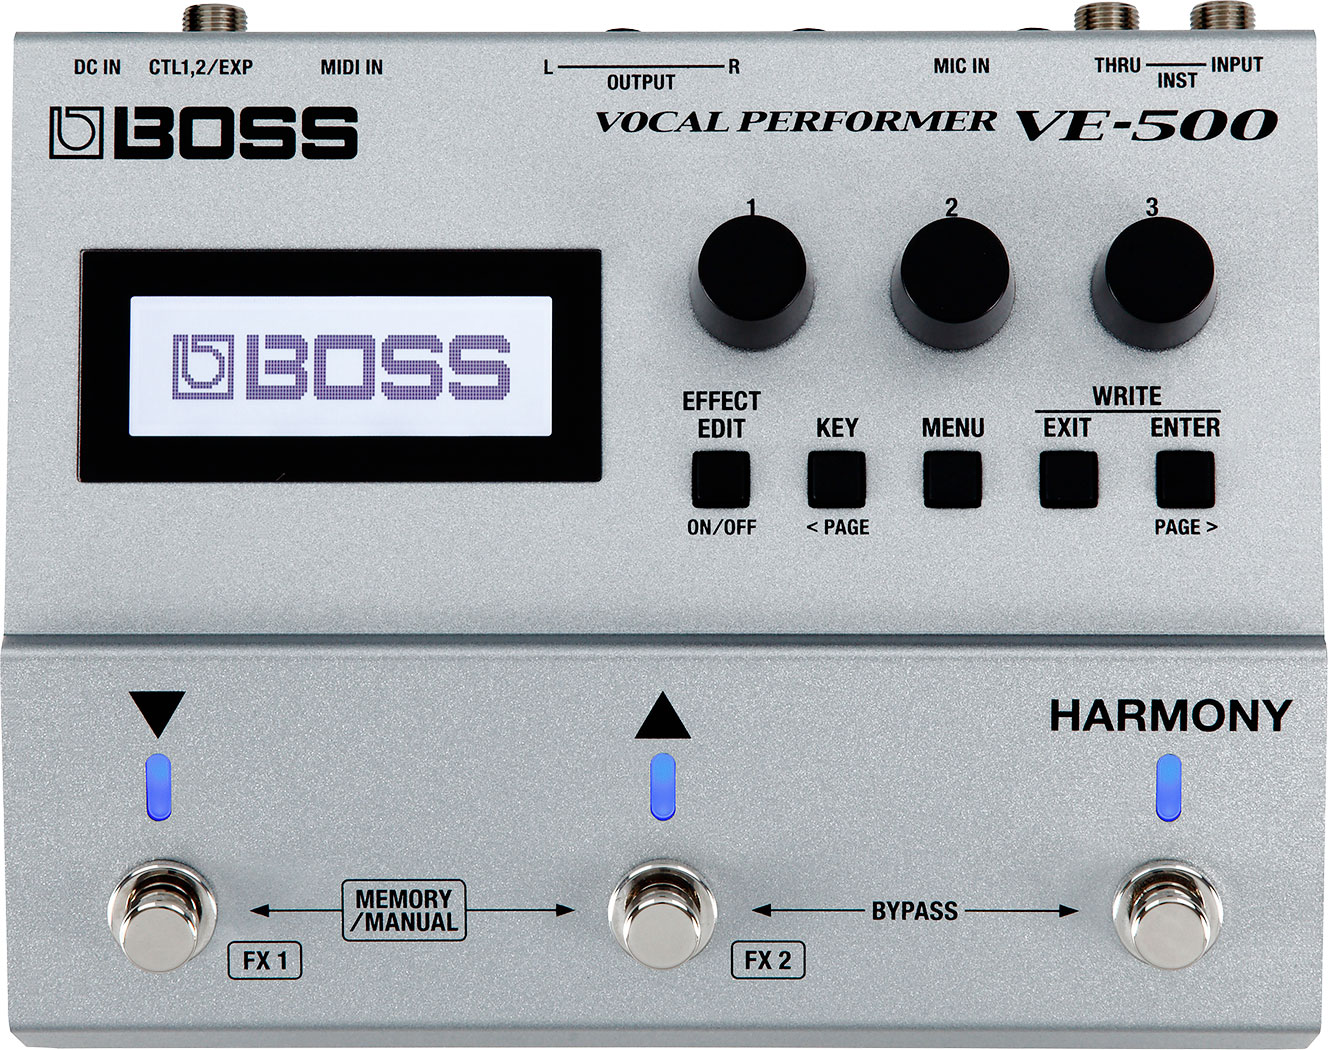 DC IN CTL1,2/EXP MIDI IN L R OUTPUT MIC IN THRU INPUT INST
BOSS VOCAL PERFORMER VE-500
1 2 3
BOSS
WRITE
EFFECT EDIT KEY MENU EXIT ENTER
ON/OFF < PAGE PAGE >
▼ ▲ HARMONY
MEMORY /MANUAL BYPASS
FX 1 FX 2